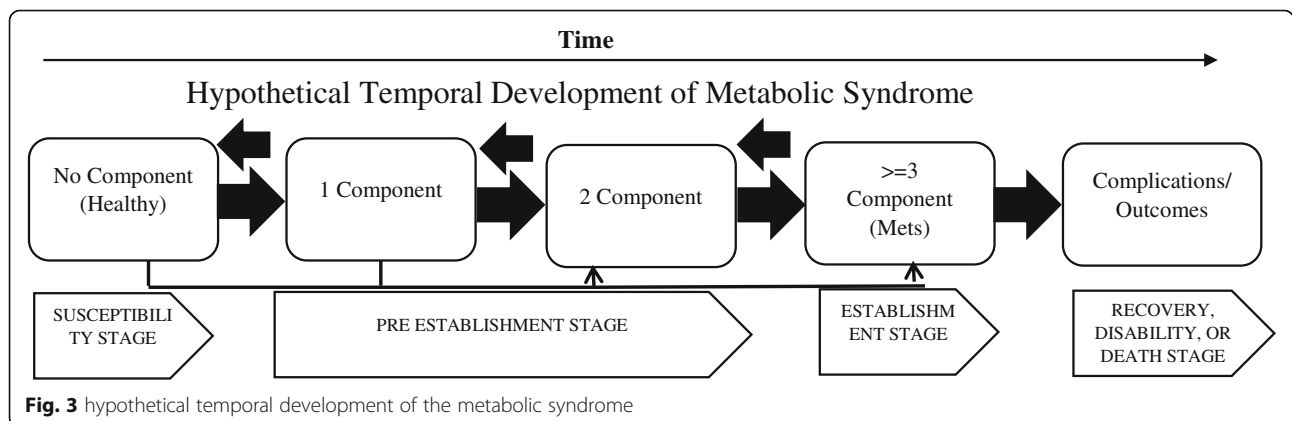 Time
Hypothetical Temporal Development of Metabolic Syndrome
No Component
(Healthy)
1 Component
2 Component
>=3
Component
(Mets)
Complications/
Outcomes
SUSCEPTIBILI
TY STAGE
PRE ESTABLISHMENT STAGE
ESTABLISHM
ENT STAGE
RECOVERY,
DISABILITY, OR
DEATH STAGE
Fig. 3 hypothetical temporal development of the metabolic syndrome